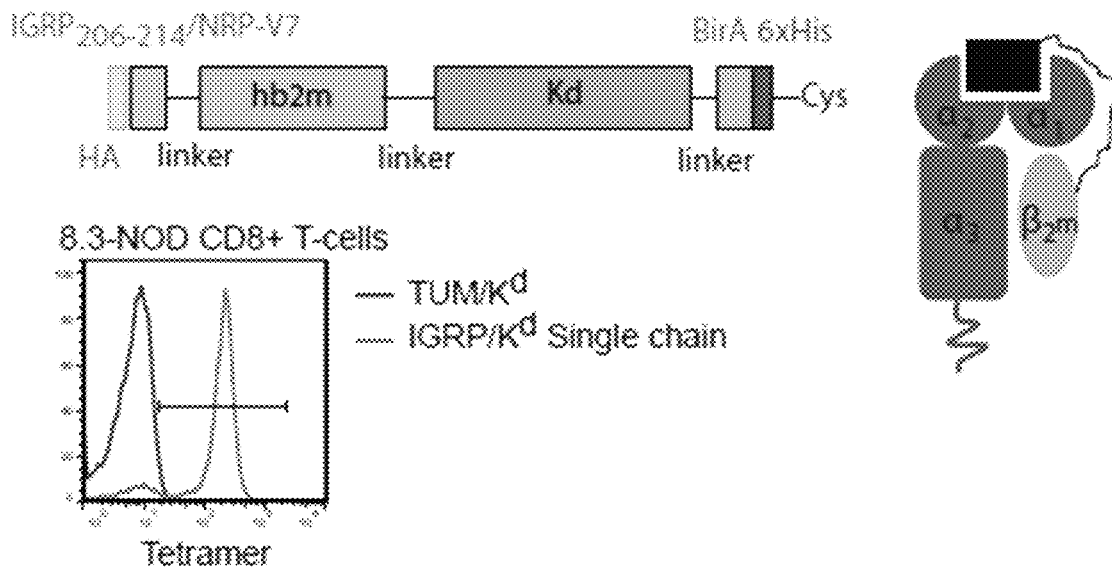 IGRP206-214/NRP-V7
BirA 6xHis
hb2m
Kd
Cys
HA
linker
linker
linker
α2
α1
α3
β2m
8.3-NOD CD8+ T-cells
TUM/Kd
IGRP/Kd Single chain
Tetramer